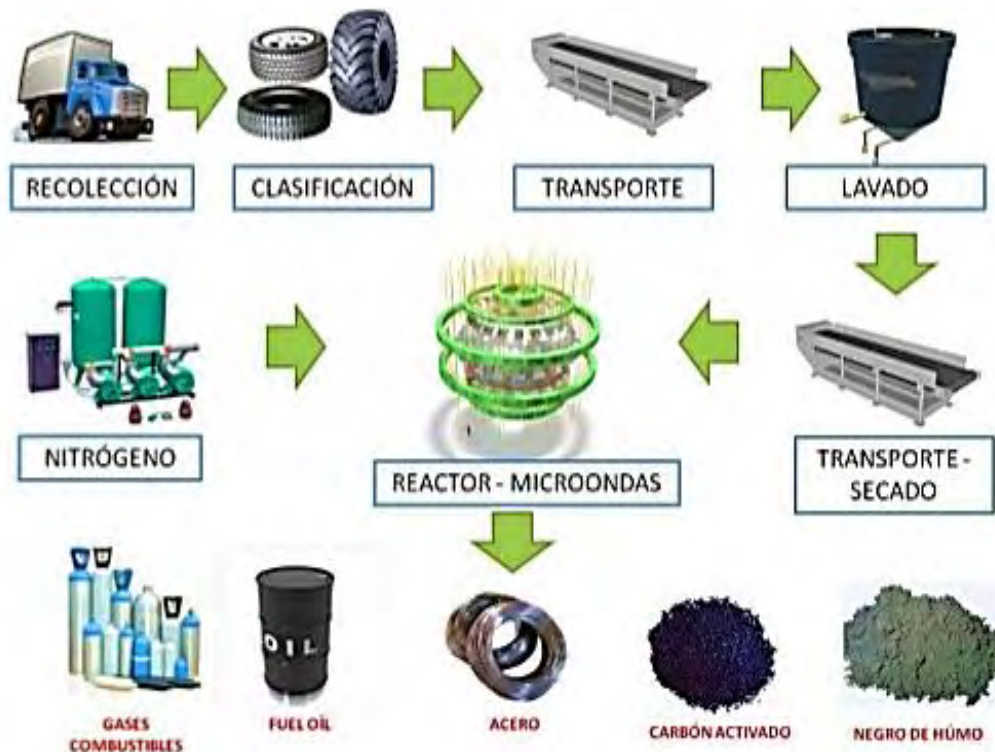 RECOLECCIÓN
CLASIFICACIÓN
TRANSPORTE
LAVADO
NITRÓGENO
REACTOR - MICROONDAS
TRANSPORTE -
SECADO
OIL
GASES
COMBUSTIBLES
FUEL OÍL
ACERO
CARBÓN ACTIVADO
NEGRO DE HÚMO